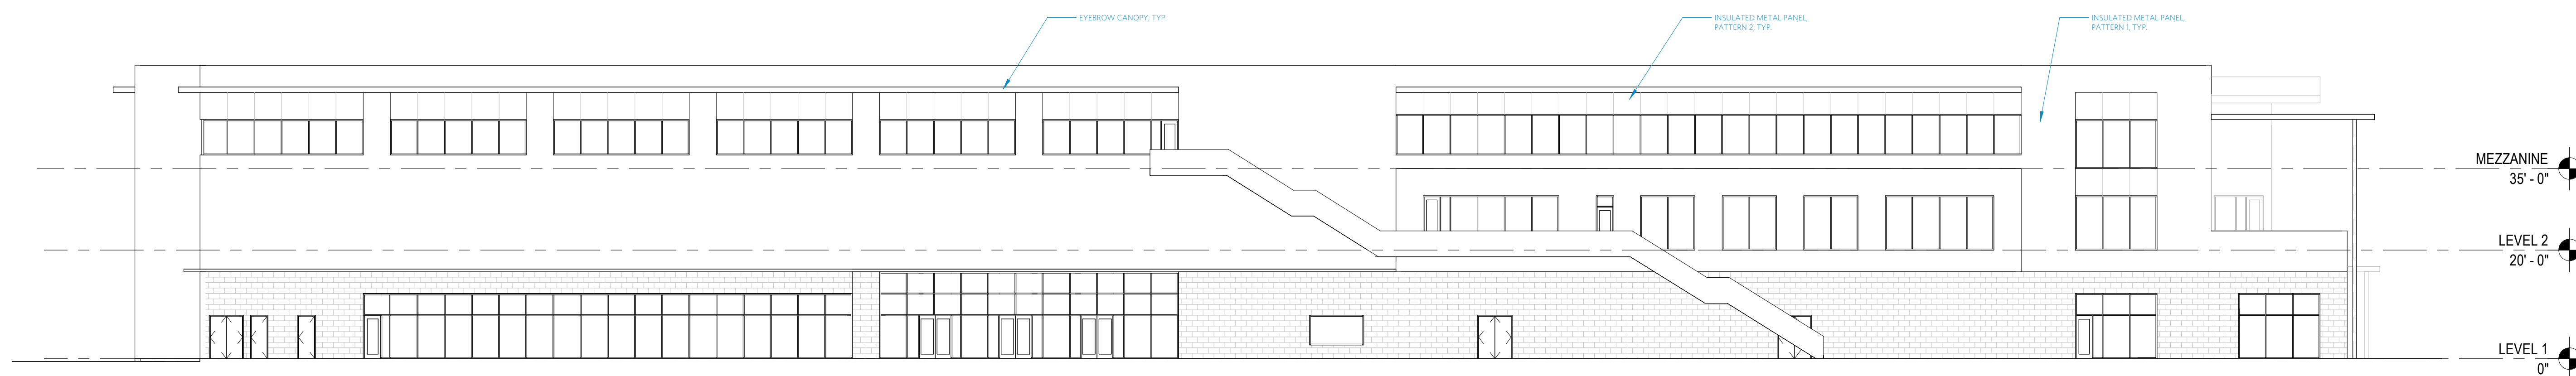 EYEBROW CANOPY, TYP.
INSULATED METAL PANEL,
PATTERN 2, TYP.
INSULATED METAL PANEL,
PATTERN 1, TYP.
MEZZANINE
35' - 0"
LEVEL 2
20' - 0"
LEVEL 1
0"